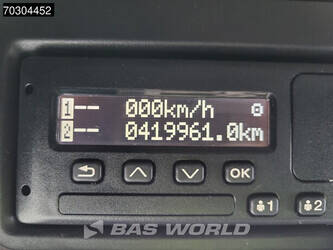 70304452
1 -- 000km/h
2 -- 0419961.0km
OK
1 2
BAS WORLD